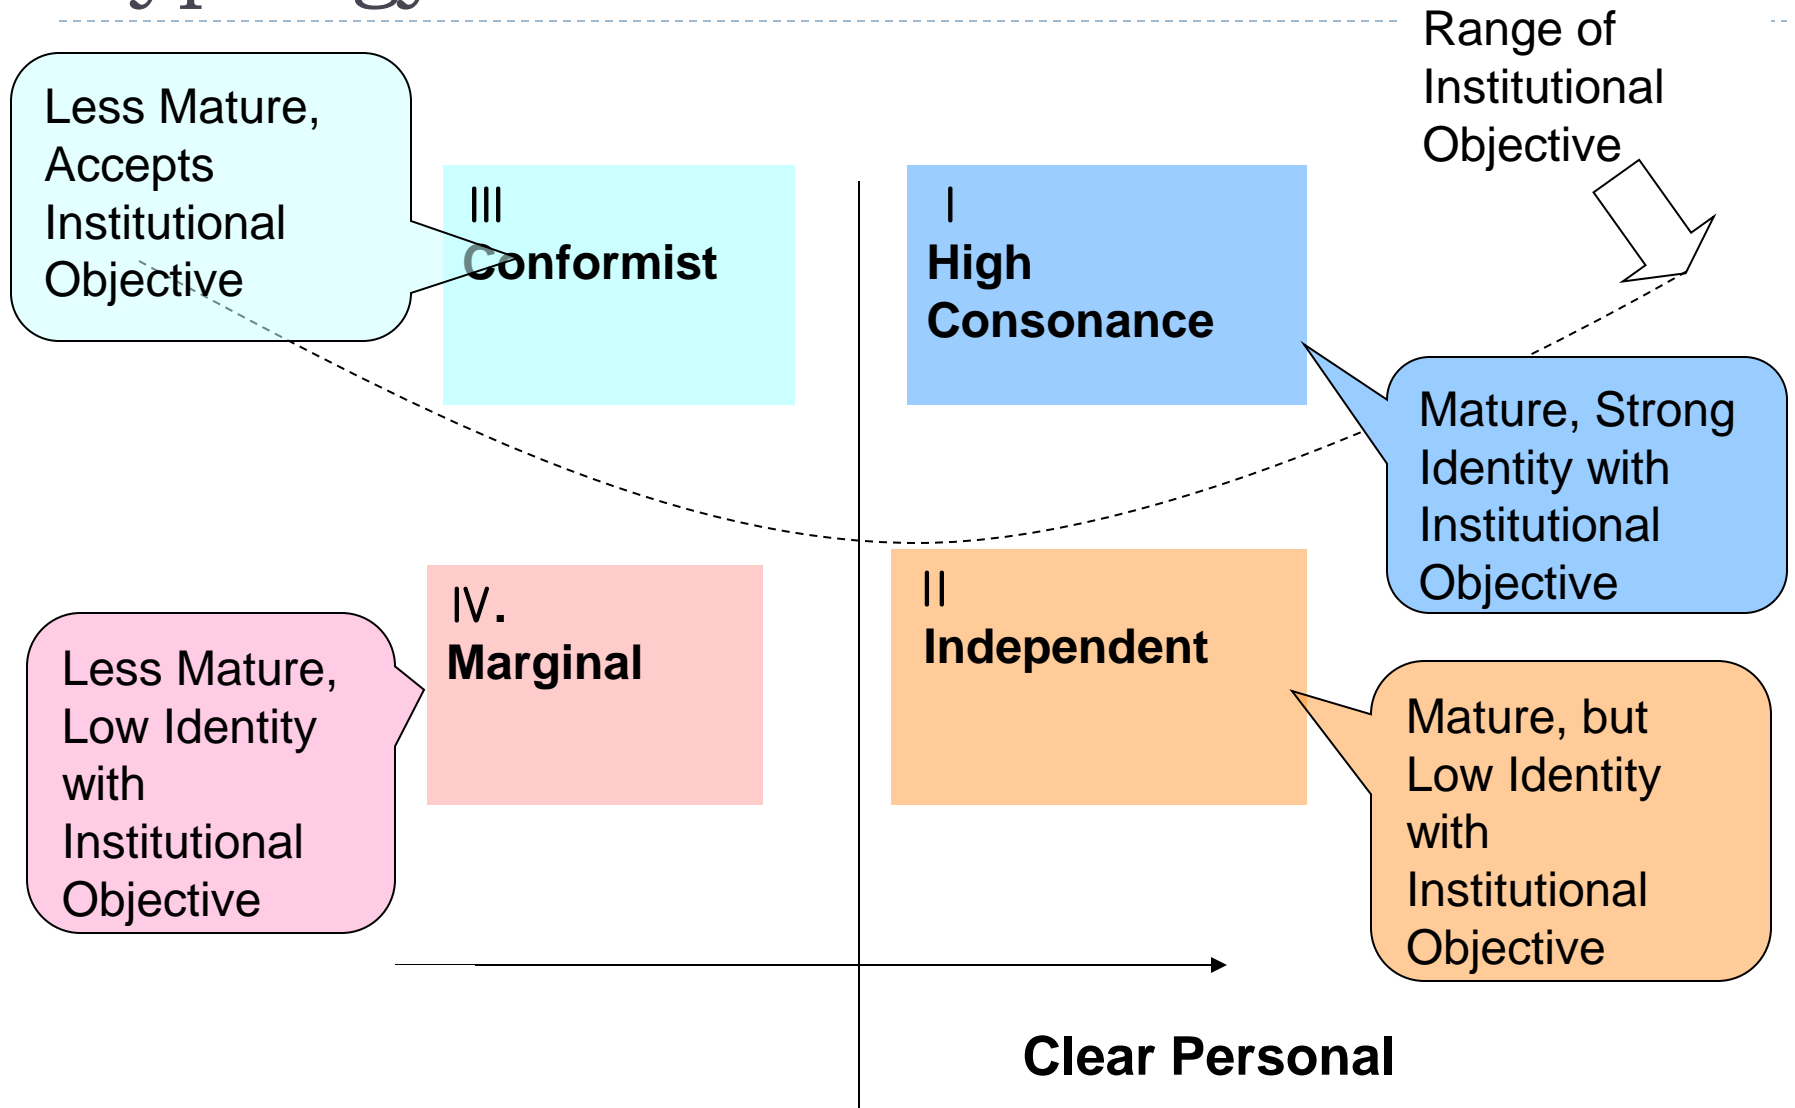 Range of
Institutional
Objective
Less Mature,
Accepts
Institutional
Objective
III
Conformist
I
High
Consonance
Mature, Strong
Identity with
Institutional
Objective
IV.
Marginal
II
Independent
Less Mature,
Low Identity
with
Institutional
Objective
Mature, but
Low Identity
with
Institutional
Objective
Clear Personal